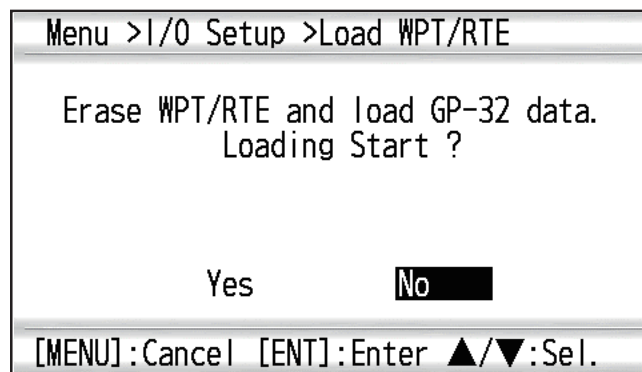 Menu >I/O Setup >Load WPT/RTE
Erase WPT/RTE and load GP-32 data.
Loading Start ?
Yes No
[MENU]:Cancel [ENT]:Enter ▲/▼:Sel.